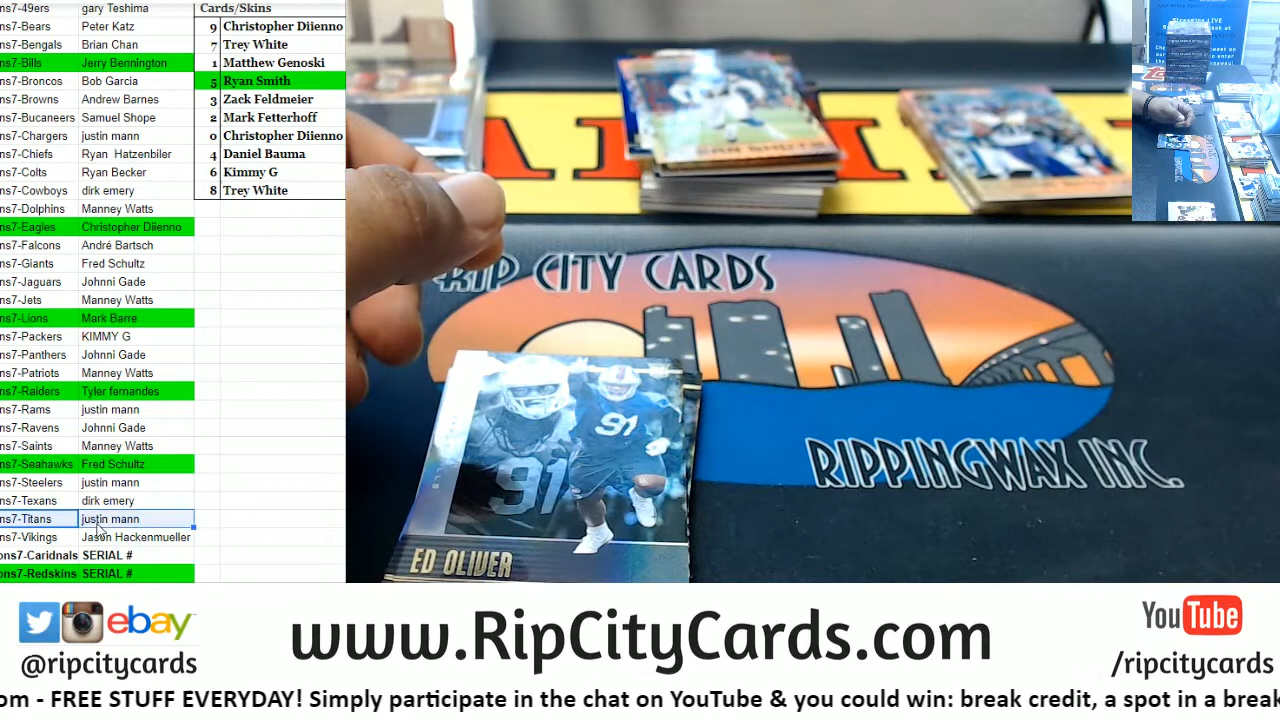 ns7-49ers gary Teshima
ns7-Bears Peter Katz
ns7-Bengals Brian Chan
ns7-Bills Jerry Bennington
ns7-Broncos Bob Garcia
ns7-Browns Andrew Barnes
ns7-Bucaneers Samuel Shope
ns7-Chargers justin mann
ns7-Chiefs Ryan Hatzenbiler
ns7-Colts Ryan Becker
ns7-Cowboys dirk emery
ns7-Dolphins Manney Watts
ns7-Eagles Christopher Diienno
ns7-Falcons André Bartsch
ns7-Giants Fred Schultz
ns7-Jaguars Johnni Gade
ns7-Jets Manney Watts
ns7-Lions Mark Barre
ns7-Packers KIMMY G
ns7-Panthers Johnni Gade
ns7-Patriots Manney Watts
ns7-Raiders Tyler fernandes
ns7-Rams justin mann
ns7-Ravens Johnni Gade
ns7-Saints Manney Watts
ns7-Seahawks Fred Schultz
ns7-Steelers justin mann
ns7-Texans dirk emery
ns7-Titans justin mann
ns7-Vikings Jason Hackenmueller
ons7-Caridnals SERIAL #
ons7-Redskins SERIAL #
Cards/Skins
9 Christopher Diienno
7 Trey White
1 Matthew Genoski
5 Ryan Smith
3 Zack Feldmeier
2 Mark Fetterhoff
0 Christopher Diienno
4 Daniel Bauma
6 Kimmy G
8 Trey White
RIP CITY CARDS
RIPPINGWAX INC.
91
91
ED OLIVER
Streaming LIVE
ebay
@ripcitycards
www.RipCityCards.com
YouTube
/ripcitycards
om - FREE STUFF EVERYDAY! Simply participate in the chat on YouTube & you could win: break credit, a spot in a break